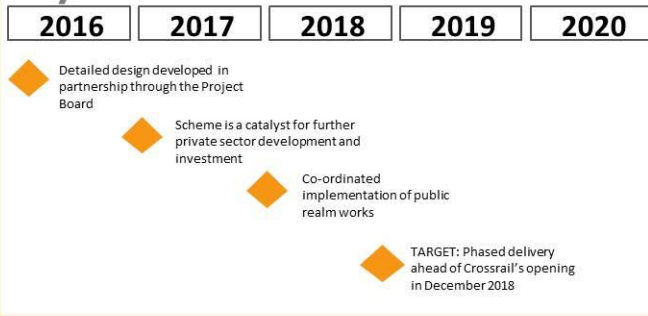 2016 2017 2018 2019 2020
Detailed design developed in
partnership through the Project
Board
Scheme is a catalyst for further
private sector development and
investment
Co-ordinated
implementation of public
realm works
TARGET: Phased delivery
ahead of Crossrail's opening
in December 2018